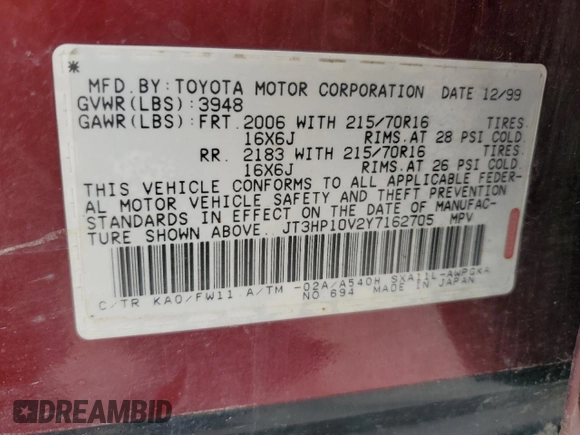 *
MFD. BY: TOYOTA MOTOR CORPORATION DATE 12/99
GVWR(LBS): 3948
GAWR(LBS): FRT. 2006 WITH 215/70R16 TIRES.
16X6J RIMS. AT 28 PSI COLD.
RR. 2183 WITH 215/70R16 TIRES.
16X6J RIMS. AT 26 PSI COLD.
THIS VEHICLE CONFORMS TO ALL APPLICABLE FEDER-
AL MOTOR VEHICLE SAFETY AND THEFT PREVENTION
STANDARDS IN EFFECT ON THE DATE OF MANUFAC-
TURE SHOWN ABOVE. JT3HP10V2Y7162705 MPV
C/TR KA0/FW11 A/TM -02A/A540H SXA11L-AWPGKA
NO 694 MADE IN JAPAN
DREAMBID